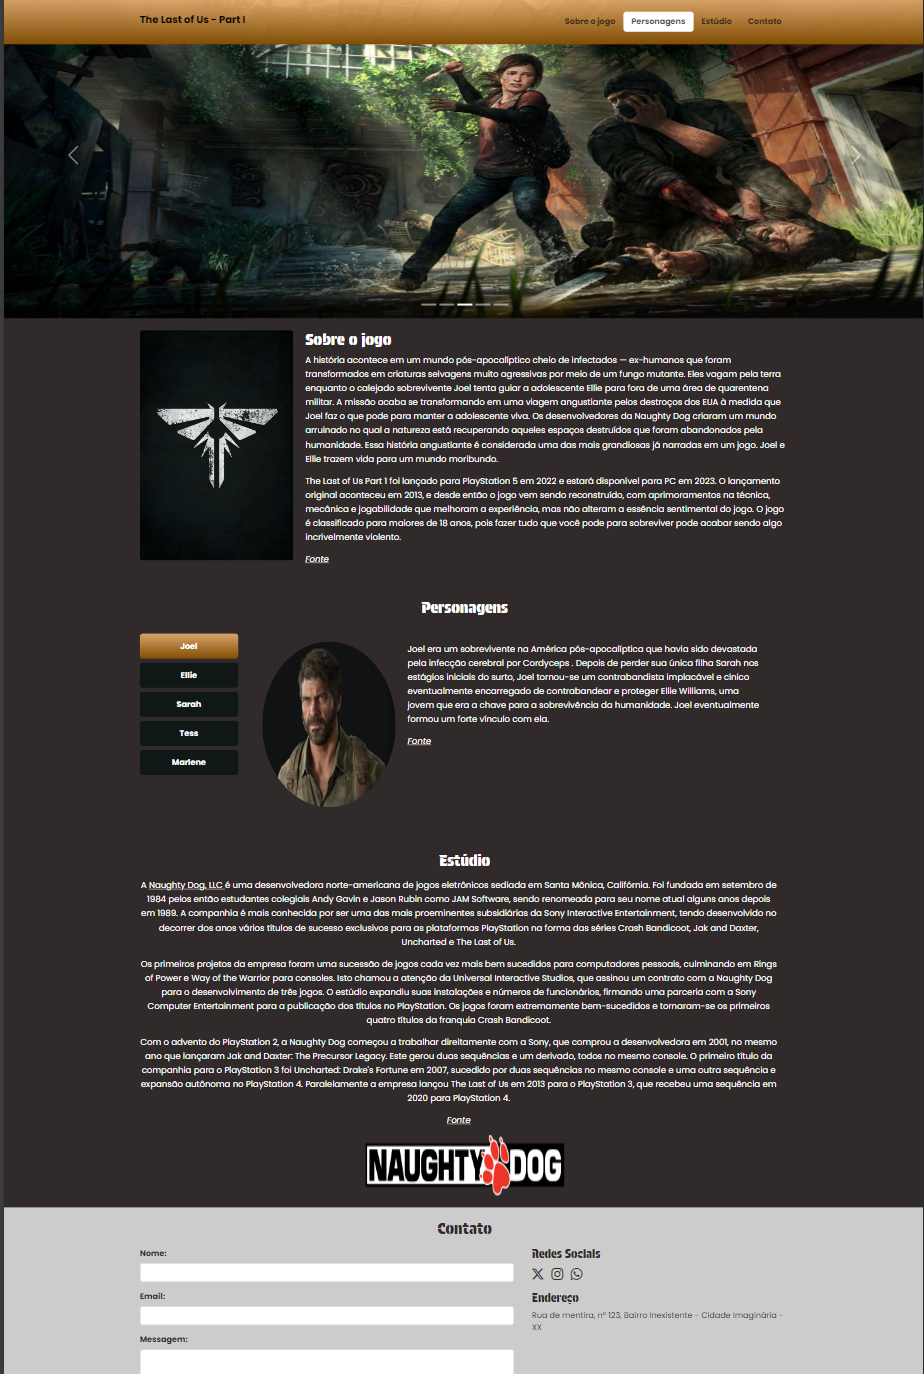 The Last of Us - Part I
Sobre o jogo
Personagens
Estúdio
Contato
Sobre o jogo
A história acontece em um mundo pós-apocalíptico cheio de infectados — ex-humanos que foram
transformados em criaturas selvagens muito agressivas por meio de um fungo mutante. Eles vagam pela terra
enquanto o calejado sobrevivente Joel tenta guiar a adolescente Ellie para fora de uma área de quarentena
militar. A missão acaba se transformando em uma viagem angustiante pelos destroços dos EUA à medida que
Joel faz o que pode para manter a adolescente viva. Os desenvolvedores da Naughty Dog criaram um mundo
arruinado no qual a natureza está recuperando aqueles espaços destruídos que foram abandonados pela
humanidade. Essa história angustiante é considerada uma das mais grandiosas já narradas em um jogo. Joel e
Ellie trazem vida para um mundo moribundo.
The Last of Us Part 1 foi lançado para PlayStation 5 em 2022 e estará disponível para PC em 2023. O lançamento
original aconteceu em 2013, e desde então o jogo vem sendo reconstruído, com aprimoramentos na técnica,
mecânica e jogabilidade que melhoram a experiência, mas não alteram a essência sentimental do jogo. O jogo
é classificado para maiores de 18 anos, pois fazer tudo que você pode para sobreviver pode acabar sendo algo
incrivelmente violento.
Fonte
Personagens
Joel
Ellie
Sarah
Tess
Marlene
Joel era um sobrevivente na América pós-apocalíptica que havia sido devastada
pela infecção cerebral por Cordyceps . Depois de perder sua única filha Sarah nos
estágios iniciais do surto, Joel tornou-se um contrabandista implacável e cínico
eventualmente encarregado de contrabandear e proteger Ellie Williams, uma
jovem que era a chave para a sobrevivência da humanidade. Joel eventualmente
formou um forte vínculo com ela.
Fonte
Estúdio
A Naughty Dog, LLC é uma desenvolvedora norte-americana de jogos eletrônicos sediada em Santa Mônica, Califórnia. Foi fundada em setembro de
1984 pelos então estudantes colegiais Andy Gavin e Jason Rubin como JAM Software, sendo renomeada para seu nome atual alguns anos depois
em 1989. A companhia é mais conhecida por ser uma das mais proeminentes subsidiárias da Sony Interactive Entertainment, tendo desenvolvido no
decorrer dos anos vários títulos de sucesso exclusivos para as plataformas PlayStation na forma das séries Crash Bandicoot, Jak and Daxter,
Uncharted e The Last of Us.
Os primeiros projetos da empresa foram uma sucessão de jogos cada vez mais bem sucedidos para computadores pessoais, culminando em Rings
of Power e Way of the Warrior para consoles. Isto chamou a atenção da Universal Interactive Studios, que assinou um contrato com a Naughty Dog
para o desenvolvimento de três jogos. O estúdio expandiu suas instalações e números de funcionários, firmando uma parceria com a Sony
Computer Entertainment para a publicação dos títulos no PlayStation. Os jogos foram extremamente bem-sucedidos e tornaram-se os primeiros
quatro títulos da franquia Crash Bandicoot.
Com o advento do PlayStation 2, a Naughty Dog começou a trabalhar direitamente com a Sony, que comprou a desenvolvedora em 2001, no mesmo
ano que lançaram Jak and Daxter: The Precursor Legacy. Este gerou duas sequências e um derivado, todos no mesmo console. O primeiro título da
companhia para o PlayStation 3 foi Uncharted: Drake's Fortune em 2007, sucedido por duas sequências no mesmo console e uma outra sequência e
expansão autônoma no PlayStation 4. Paralelamente a empresa lançou The Last of Us em 2013 para o PlayStation 3, que recebeu uma sequência em
2020 para PlayStation 4.
Fonte
NAUGHTY DOG
Contato
Nome:
Email:
Messagem:
Redes Sociais
Endereço
Rua de mentira, nº 123, Bairro Inexistente - Cidade Imaginária -
XX